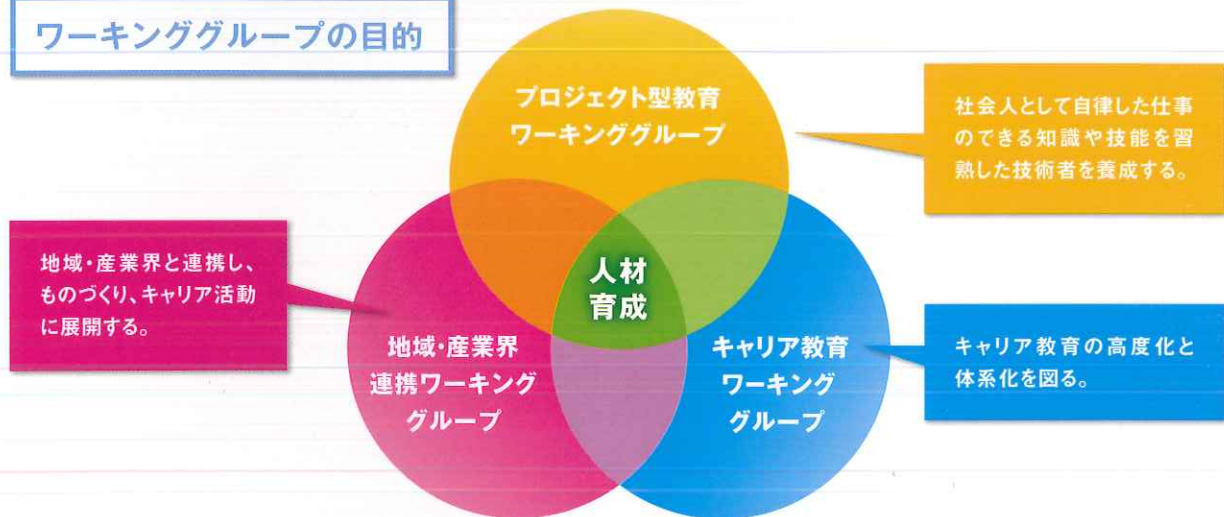 ワーキンググループの目的
プロジェクト型教育
ワーキンググループ
社会人として自律した仕事
のできる知識や技能を習
熟した技術者を養成する。
地域・産業界と連携し、
ものづくり、キャリア活動
に展開する。
人材
育成
地域・産業界
連携ワーキング
グループ
キャリア教育
ワーキング
グループ
キャリア教育の高度化と
体系化を図る。